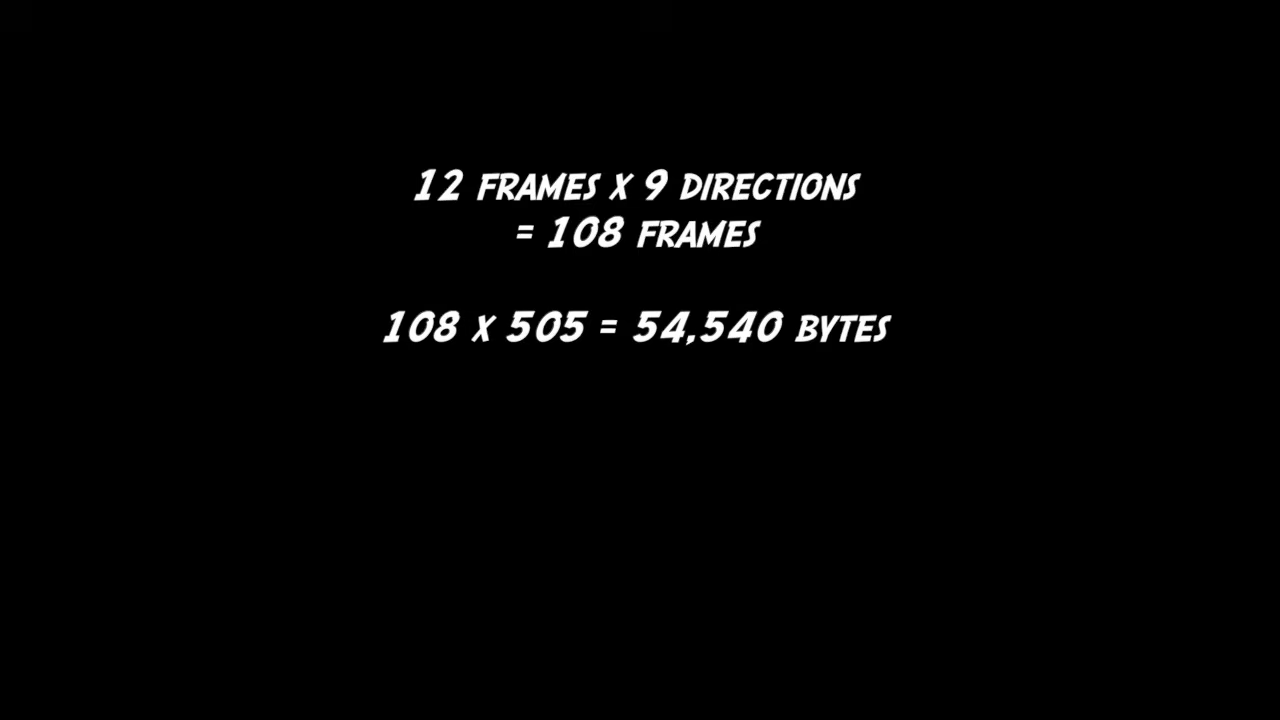 12 FRAMES X 9 DIRECTIONS
= 108 FRAMES
108 X 505 = 54,540 BYTES